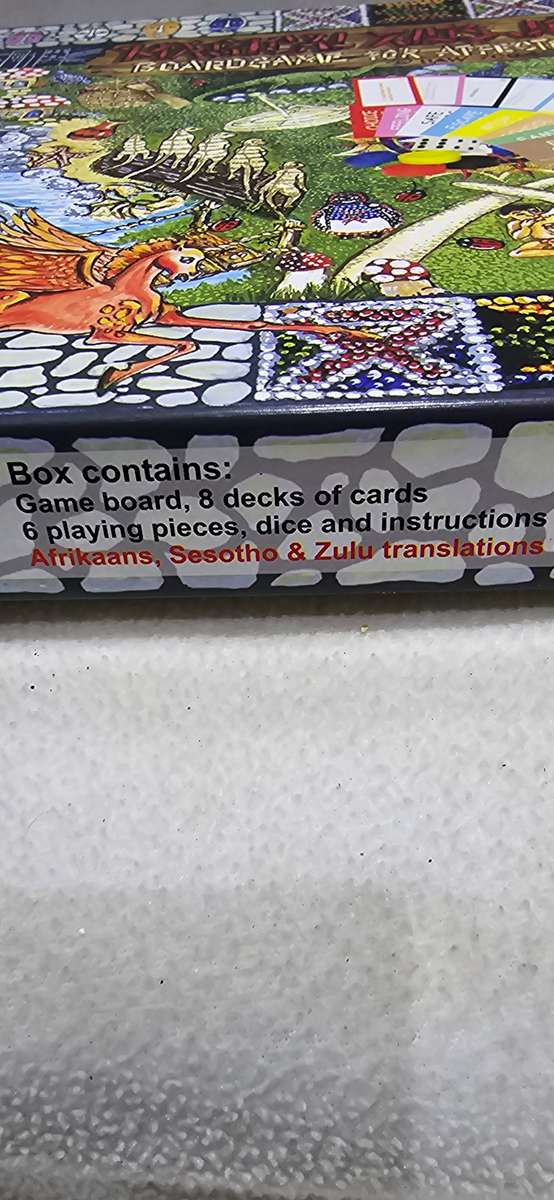 BOARDGAME FOR AFFECT
SAFE
Box contains:
Game board, 8 decks of cards
6 playing pieces, dice and instructions
Afrikaans, Sesotho & Zulu translations